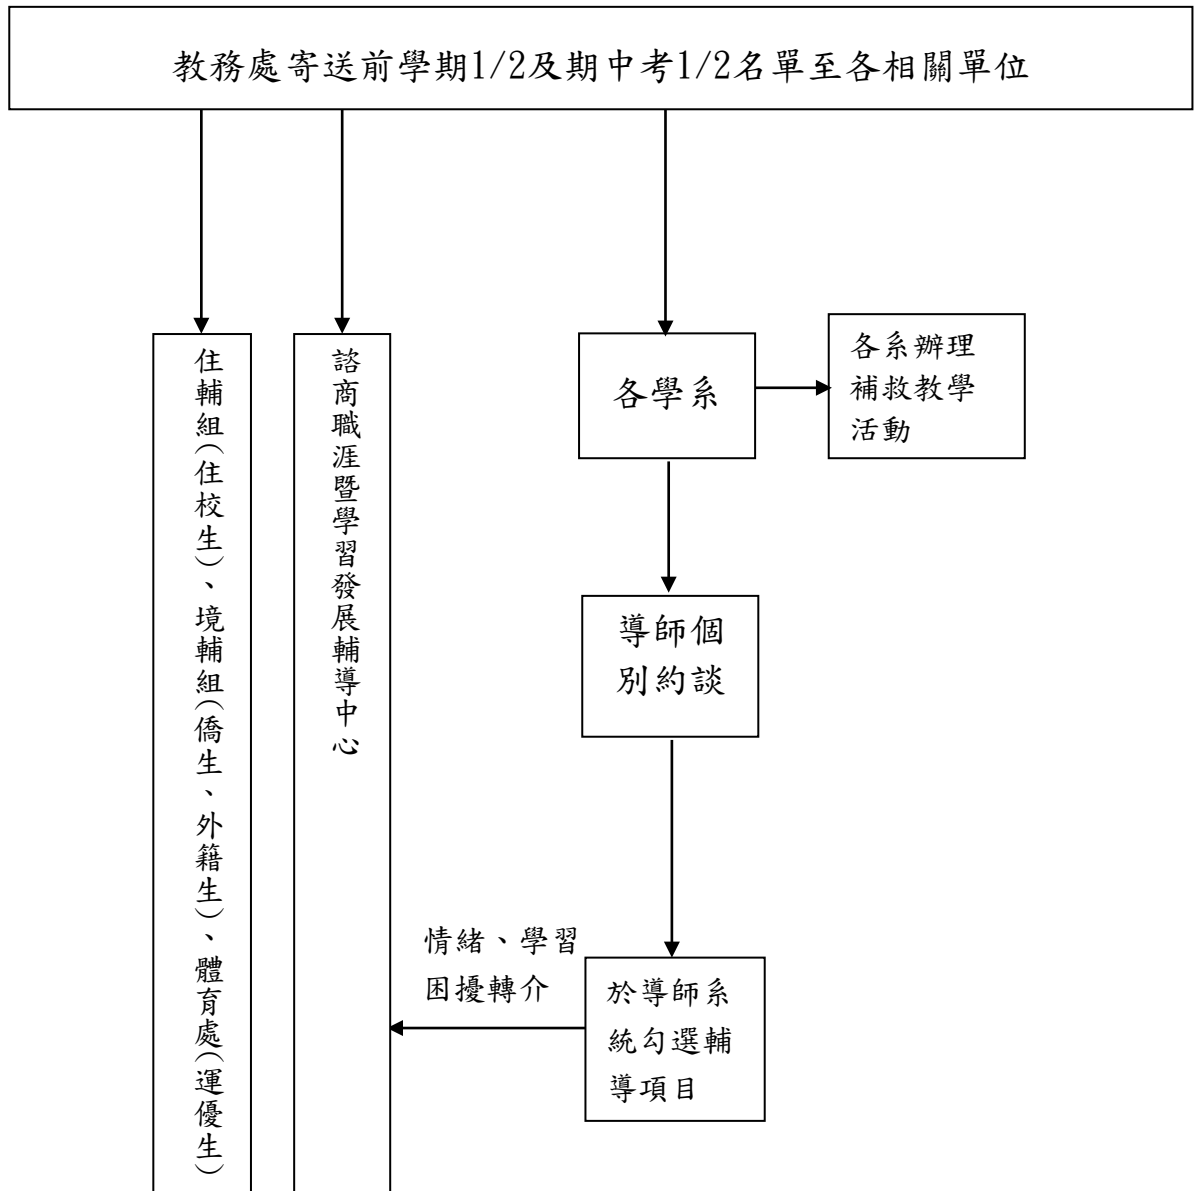 教務處寄送前學期1/2及期中考1/2名單至各相關單位
住輔組(住校生)、境輔組(僑生、外籍生)、體育處(運優生)
諮商職涯暨學習發展輔導中心
各學系
各系辦理
補救教學
活動
導師個
別約談
情緒、學習
困擾轉介
於導師系
統勾選輔
導項目